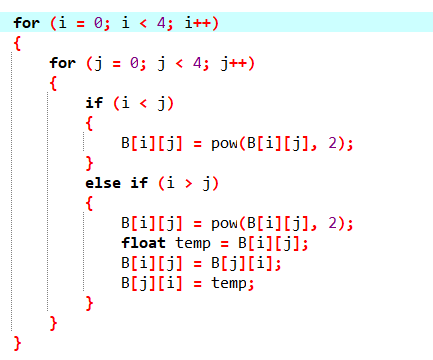 for (i = 0; i < 4; i++)
{
    for (j = 0; j < 4; j++)
    {
        if (i < j)
        {
            B[i][j] = pow(B[i][j], 2);
        }
        else if (i > j)
        {
            B[i][j] = pow(B[i][j], 2);
            float temp = B[i][j];
            B[i][j] = B[j][i];
            B[j][i] = temp;
        }
    }
}